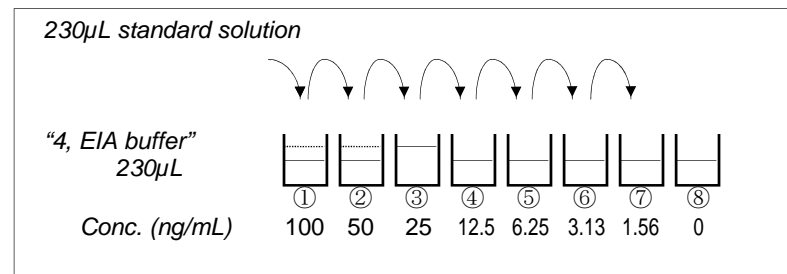 230µL standard solution
“4, EIA buffer”
230µL
① ② ③ ④ ⑤ ⑥ ⑦ ⑧
Conc. (ng/mL) 100 50 25 12.5 6.25 3.13 1.56 0